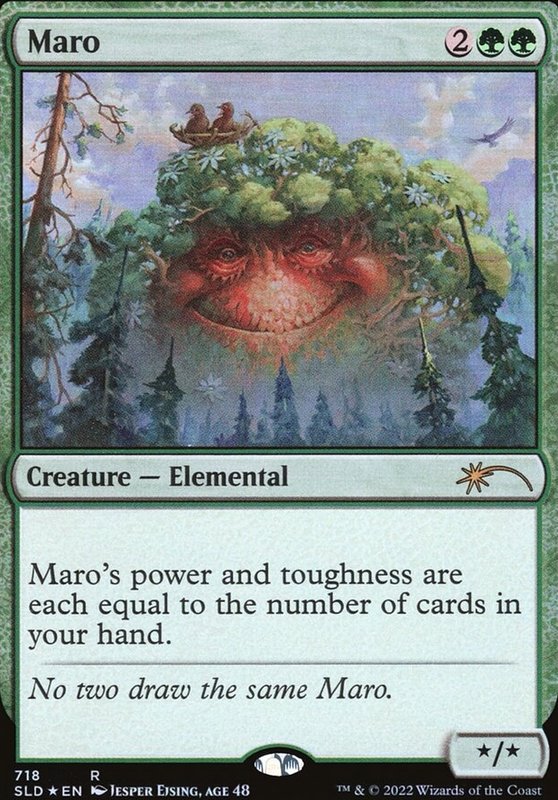 Maro 2
Creature — Elemental
Maro's power and toughness are
each equal to the number of cards in
your hand.
No two draw the same Maro.
★/★
718 R
SLD ★ EN Jesper Ejsing, age 48 ™ & © 2022 Wizards of the Coast